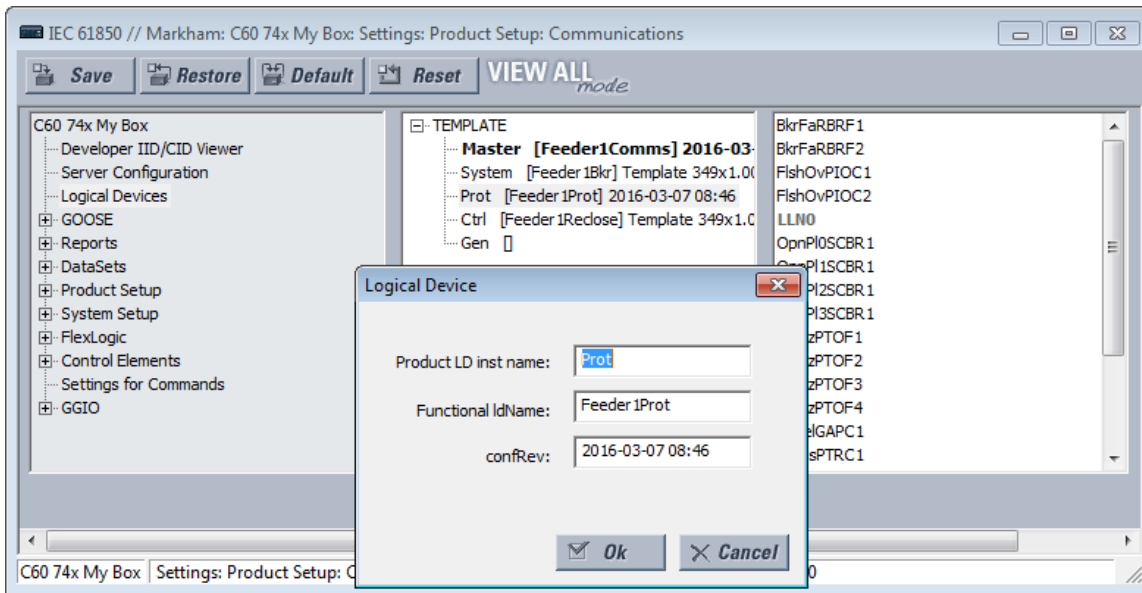 IEC 61850 // Markham: C60 74x My Box: Settings: Product Setup: Communications
Save Restore Default Reset VIEW ALL mode
C60 74x My Box
Developer IID/CID Viewer
Server Configuration
Logical Devices
GOOSE
Reports
DataSets
Product Setup
System Setup
FlexLogic
Control Elements
Settings for Commands
GGIO
TEMPLATE
Master [Feeder1Comms] 2016-03-
System [Feeder1Bkr] Template 349x1.00
Prot [Feeder1Prot] 2016-03-07 08:46
Ctrl [Feeder1Reclose] Template 349x1.0
Gen []
BkrFaRBRF1
BkrFaRBRF2
FlshOvPIOC1
FlshOvPIOC2
LLN0
OpnPl0SCBR1
OpnPl1SCBR1
Pl2SCBR1
Pl3SCBR1
zPTOF1
zPTOF2
zPTOF3
zPTOF4
elGAPC1
sPTRC1
Logical Device
Product LD inst name: Prot
Functional ldName: Feeder1Prot
confRev: 2016-03-07 08:46
Ok Cancel
C60 74x My Box Settings: Product Setup: C